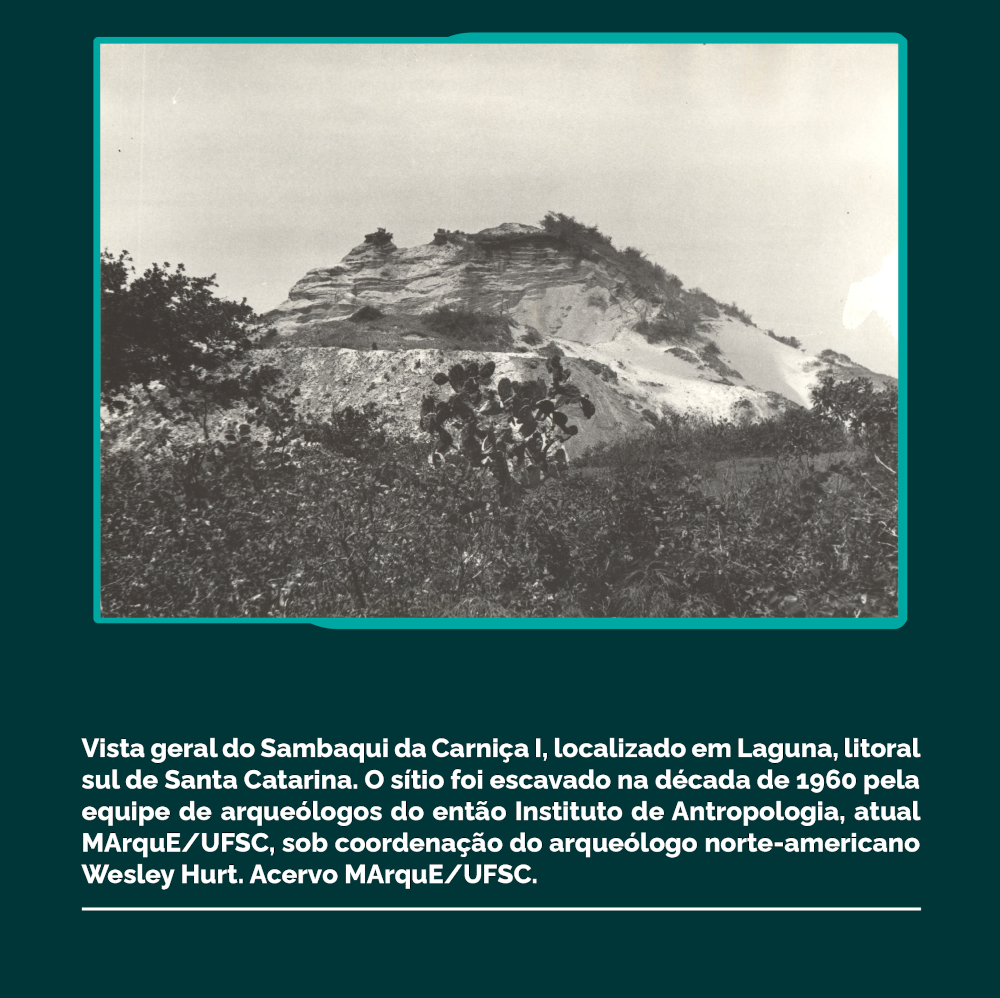 Vista geral do Sambaqui da Carniça I, localizado em Laguna, litoral
sul de Santa Catarina. O sítio foi escavado na década de 1960 pela
equipe de arqueólogos do então Instituto de Antropologia, atual
MArquE/UFSC, sob coordenação do arqueólogo norte-americano
Wesley Hurt. Acervo MArquE/UFSC.